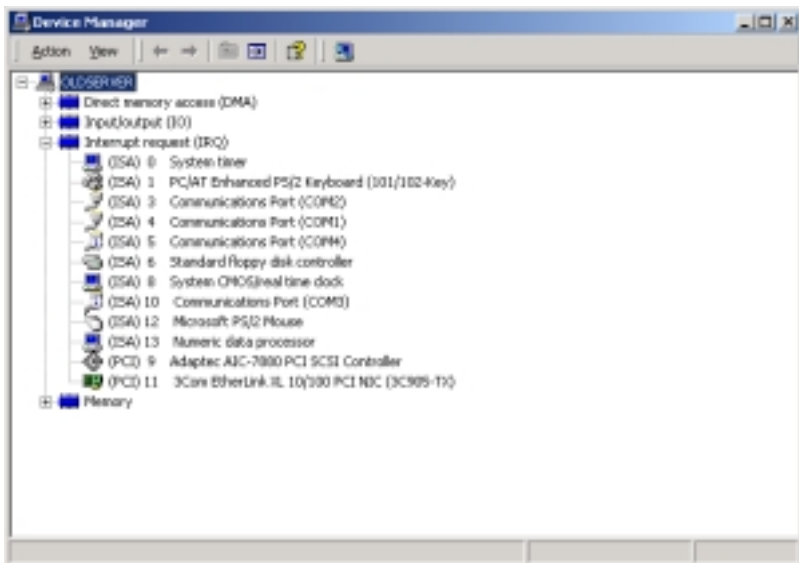 Device Manager
Action View
OLDSERVER
Direct memory access (DMA)
Input/output (IO)
Interrupt request (IRQ)
(ISA) 0 System timer
(ISA) 1 PC/AT Enhanced PS/2 Keyboard (101/102-Key)
(ISA) 3 Communications Port (COM2)
(ISA) 4 Communications Port (COM1)
(ISA) 5 Communications Port (COM4)
(ISA) 6 Standard floppy disk controller
(ISA) 8 System CMOS/real time clock
(ISA) 10 Communications Port (COM3)
(ISA) 12 Microsoft PS/2 Mouse
(ISA) 13 Numeric data processor
(PCI) 9 Adaptec AIC-7880 PCI SCSI Controller
(PCI) 11 3Com EtherLink XL 10/100 PCI NIC (3C905-TX)
Memory